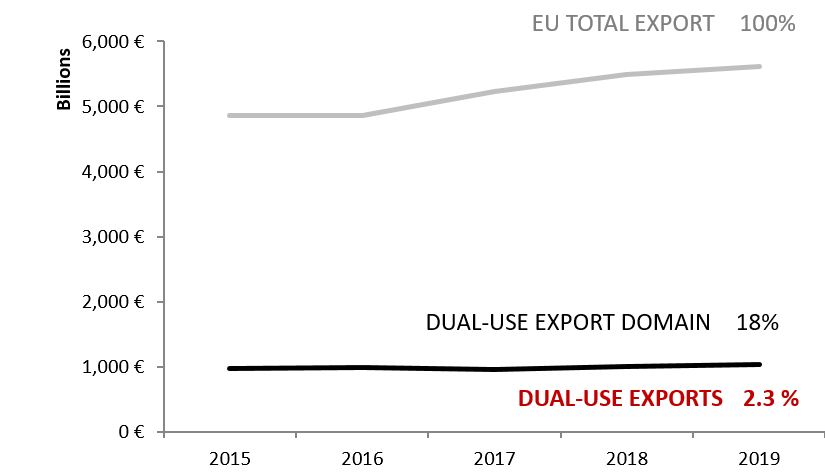 EU TOTAL EXPORT 100%
Billions
6,000 €
5,000 €
4,000 €
3,000 €
2,000 €
1,000 €
0 €
DUAL-USE EXPORT DOMAIN 18%
DUAL-USE EXPORTS 2.3 %
2015 2016 2017 2018 2019